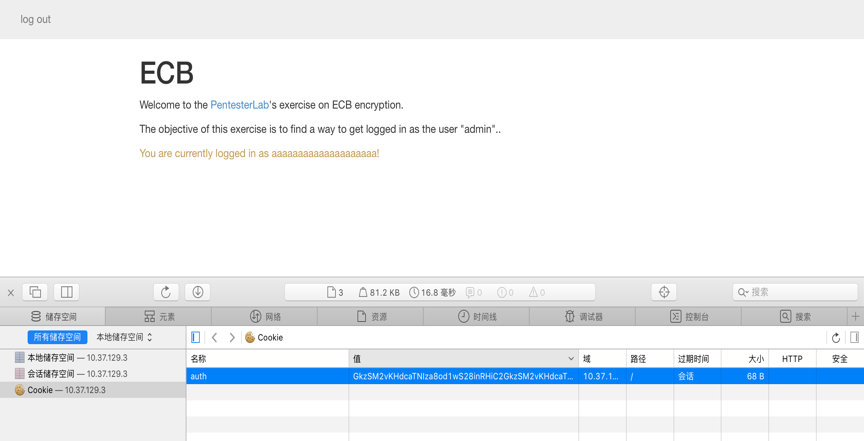 log out
ECB
Welcome to the PentesterLab's exercise on ECB encryption.
The objective of this exercise is to find a way to get logged in as the user "admin"..
You are currently logged in as aaaaaaaaaaaaaaaaaaaa!
3 81.2 KB 16.8 毫秒 0 0 0 搜索
储存空间 元素 网络 资源 时间线 调试器 控制台 搜索 +
所有储存空间 本地储存空间 Cookie
本地储存空间 — 10.37.129.3
会话储存空间 — 10.37.129.3
Cookie — 10.37.129.3
名称 值 域 路径 过期时间 大小 HTTP 安全
auth GkzSM2vKHdcaTNIza8od1wS28inRHiC2GkzSM2vKHdcaT... 10.37.1... / 会话 68 B